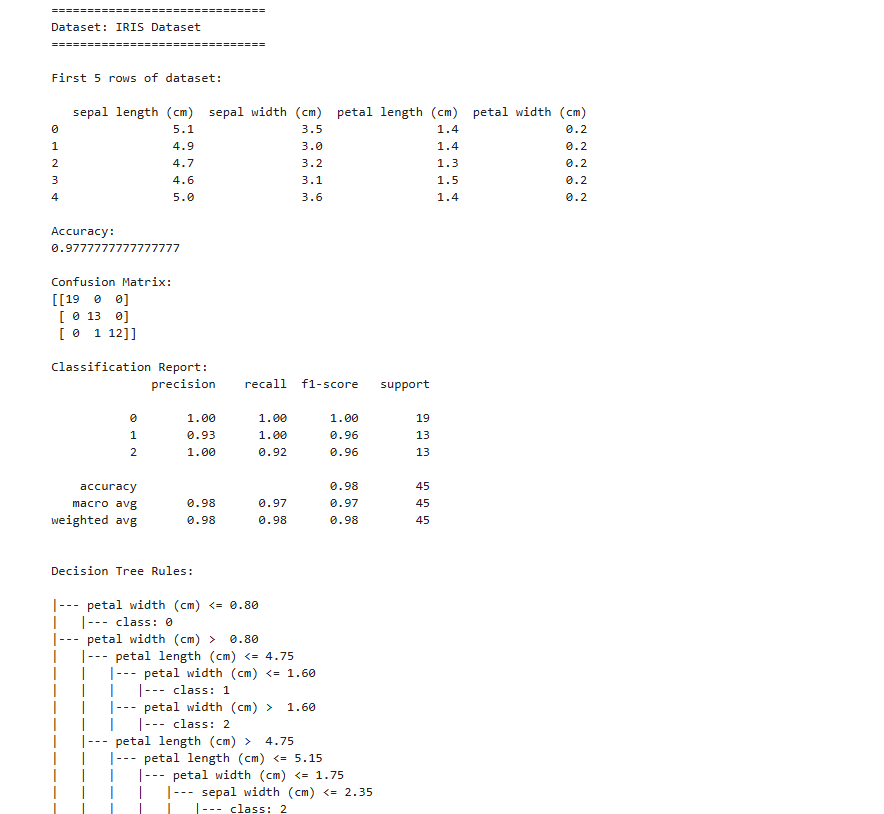 ==============================
Dataset: IRIS Dataset
==============================
First 5 rows of dataset:
   sepal length (cm)  sepal width (cm)  petal length (cm)  petal width (cm)
0                5.1               3.5                1.4               0.2
1                4.9               3.0                1.4               0.2
2                4.7               3.2                1.3               0.2
3                4.6               3.1                1.5               0.2
4                5.0               3.6                1.4               0.2
Accuracy:
0.9777777777777777
Confusion Matrix:
[[19  0  0]
 [ 0 13  0]
 [ 0  1 12]]
Classification Report:
              precision    recall  f1-score   support
           0       1.00      1.00      1.00        19
           1       0.93      1.00      0.96        13
           2       1.00      0.92      0.96        13
    accuracy                           0.98        45
   macro avg       0.98      0.97      0.97        45
weighted avg       0.98      0.98      0.98        45
Decision Tree Rules:
|--- petal width (cm) <= 0.80
|   |--- class: 0
|--- petal width (cm) >  0.80
|   |--- petal length (cm) <= 4.75
|   |   |--- petal width (cm) <= 1.60
|   |   |   |--- class: 1
|   |   |--- petal width (cm) >  1.60
|   |   |   |--- class: 2
|   |--- petal length (cm) >  4.75
|   |   |--- petal length (cm) <= 5.15
|   |   |   |--- petal width (cm) <= 1.75
|   |   |   |   |--- sepal width (cm) <= 2.35
|   |   |   |   |   |--- class: 2